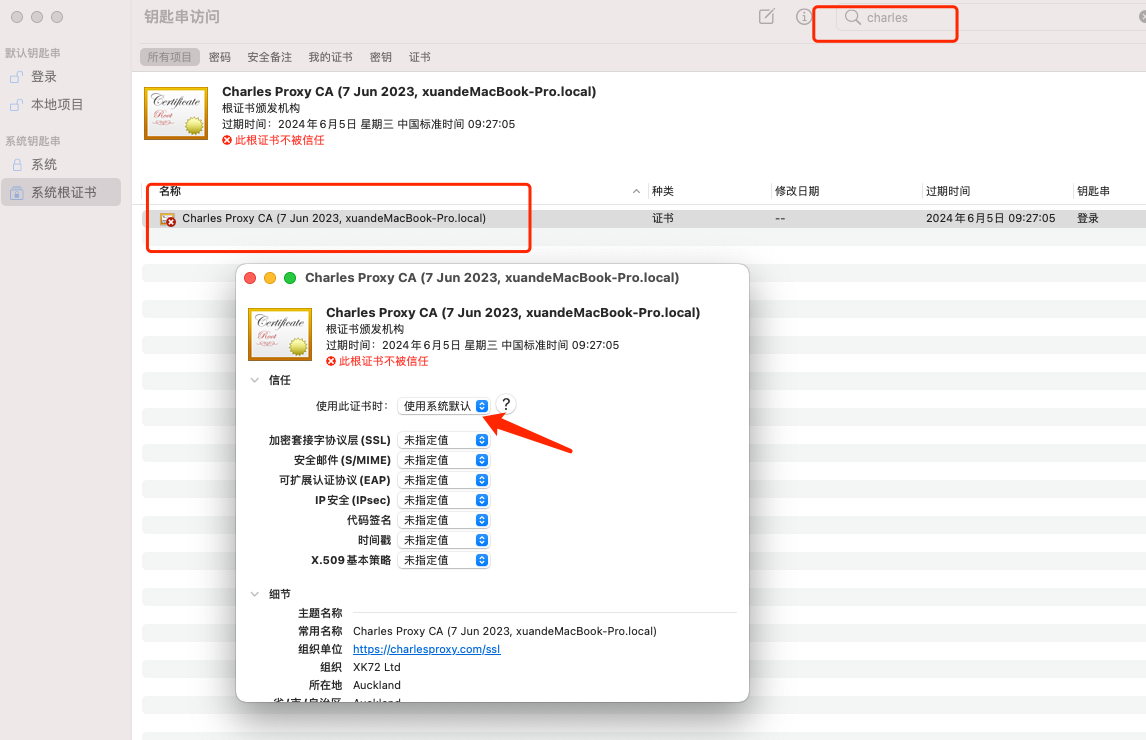 钥匙串访问
charles
默认钥匙串
登录
本地项目
系统钥匙串
系统
系统根证书
所有项目 密码 安全备注 我的证书 密钥 证书
Certificate
Root
Charles Proxy CA (7 Jun 2023, xuandeMacBook-Pro.local)
根证书颁发机构
过期时间：2024年6月5日 星期三 中国标准时间 09:27:05
此根证书不被信任
名称 种类 修改日期 过期时间 钥匙串
Charles Proxy CA (7 Jun 2023, xuandeMacBook-Pro.local) 证书 -- 2024年6月5日 09:27:05 登录
Charles Proxy CA (7 Jun 2023, xuandeMacBook-Pro.local)
Certificate
Root
Charles Proxy CA (7 Jun 2023, xuandeMacBook-Pro.local)
根证书颁发机构
过期时间：2024年6月5日 星期三 中国标准时间 09:27:05
此根证书不被信任
信任
使用此证书时： 使用系统默认 ?
加密套接字协议层 (SSL) 未指定值
安全邮件 (S/MIME) 未指定值
可扩展认证协议 (EAP) 未指定值
IP 安全 (IPsec) 未指定值
代码签名 未指定值
时间戳 未指定值
X.509 基本策略 未指定值
细节
主题名称
常用名称 Charles Proxy CA (7 Jun 2023, xuandeMacBook-Pro.local)
组织单位 https://charlesproxy.com/ssl
组织 XK72 Ltd
所在地 Auckland
省/市/自治区 Auckland